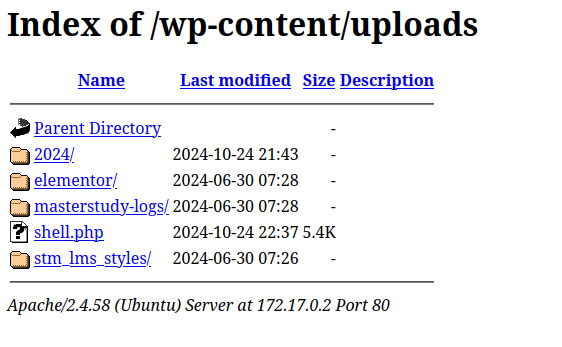 Index of /wp-content/uploads
Name Last modified Size Description
Parent Directory -
2024/ 2024-10-24 21:43 -
elementor/ 2024-06-30 07:28 -
masterstudy-logs/ 2024-06-30 07:28 -
shell.php 2024-10-24 22:37 5.4K
stm_lms_styles/ 2024-06-30 07:26 -
Apache/2.4.58 (Ubuntu) Server at 172.17.0.2 Port 80